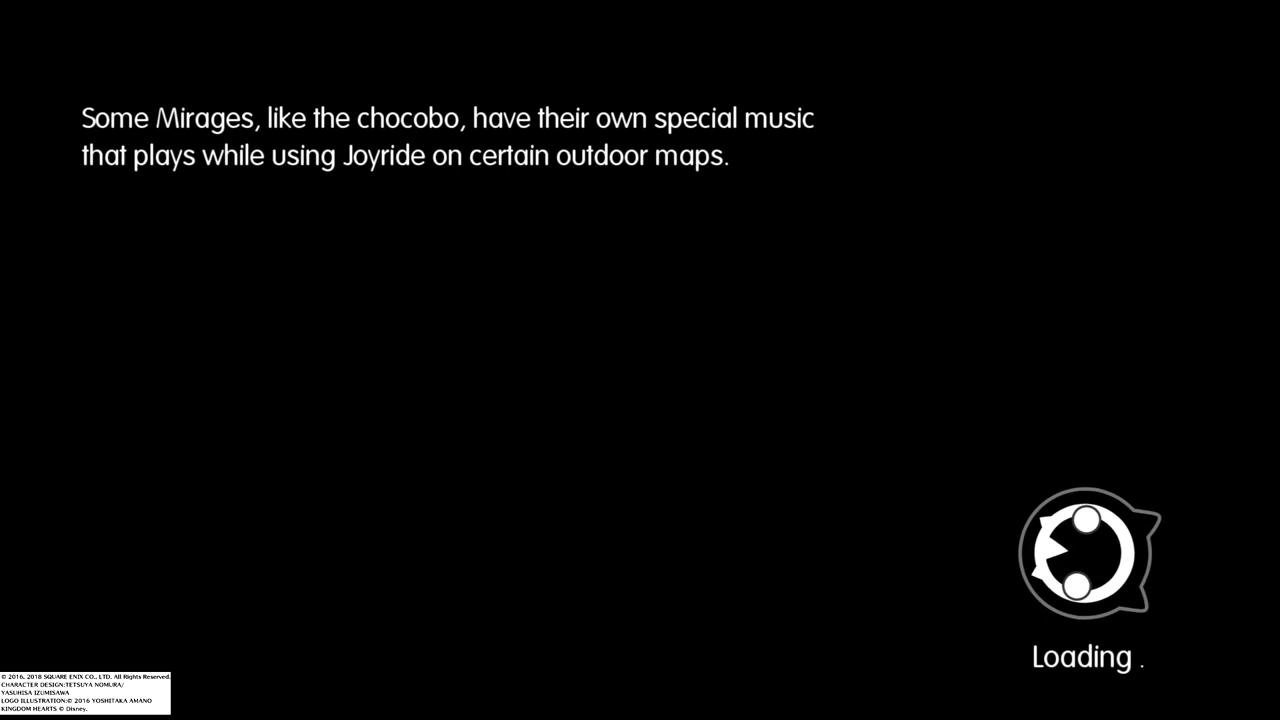 Some Mirages, like the chocobo, have their own special music
that plays while using Joyride on certain outdoor maps.
Loading .
© 2016, 2018 SQUARE ENIX CO., LTD. All Rights Reserved.
CHARACTER DESIGN:TETSUYA NOMURA/
YASUHISA IZUMISAWA
LOGO ILLUSTRATION:© 2016 YOSHITAKA AMANO
KINGDOM HEARTS © Disney.